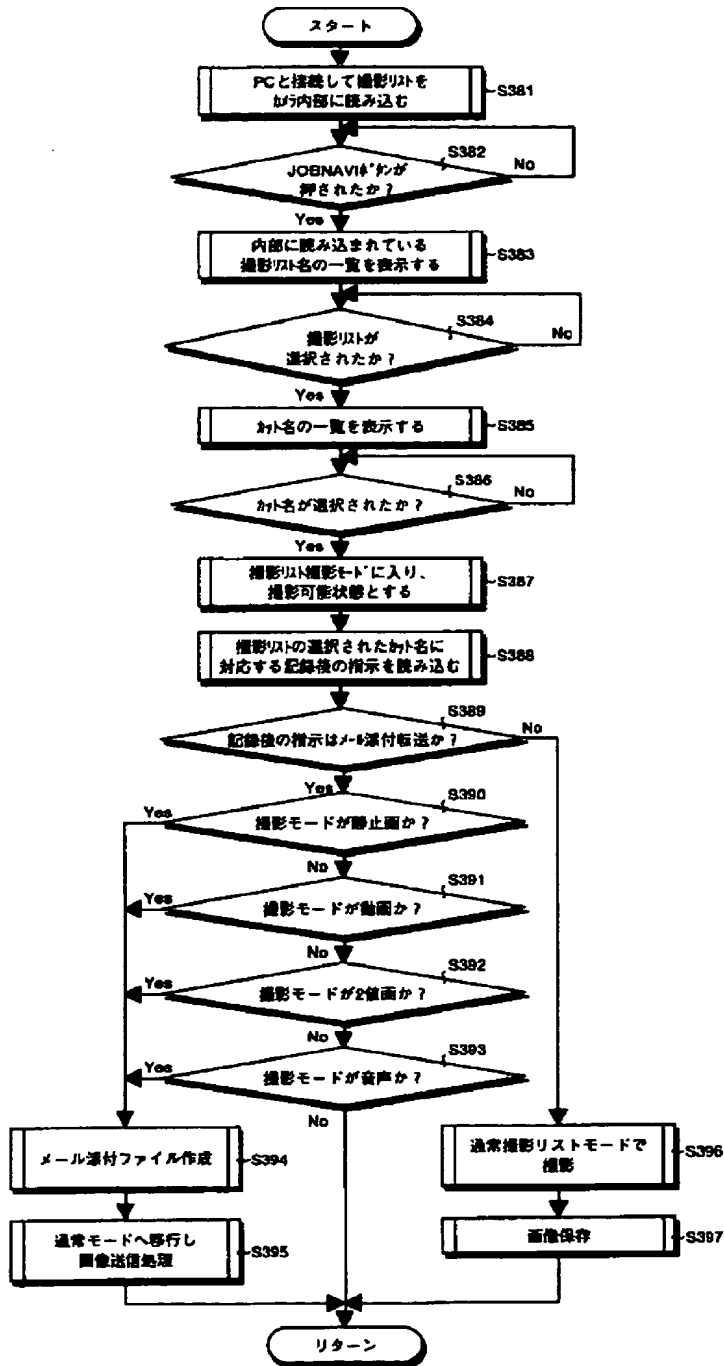 スタート
PCと接続して撮影ﾘｽﾄを
ｶﾒﾗ内部に読み込む
S381
S382
No
JOBNAVIﾎﾞﾀﾝが
押されたか？
Yes
内部に読み込まれている
撮影ﾘｽﾄ名の一覧を表示する
S383
S384
No
撮影ﾘｽﾄが
選択されたか？
Yes
ｶｯﾄ名の一覧を表示する
S385
S386
No
ｶｯﾄ名が選択されたか？
Yes
撮影ﾘｽﾄ撮影ﾓｰﾄﾞに入り、
撮影可能状態とする
S387
撮影ﾘｽﾄの選択されたｶｯﾄ名に
対応する記録後の指示を読み込む
S388
S389
No
記録後の指示はﾒｰﾙ添付転送か？
Yes
S390
Yes
撮影モードが静止画か？
No
S391
Yes
撮影モードが動画か？
No
S392
Yes
撮影モードが2値画か？
No
S393
Yes
撮影モードが音声か？
No
メール添付ファイル作成
S394
通常撮影リストモードで
撮影
S396
通常モードへ移行し
画像送信処理
S395
画像保存
S397
リターン